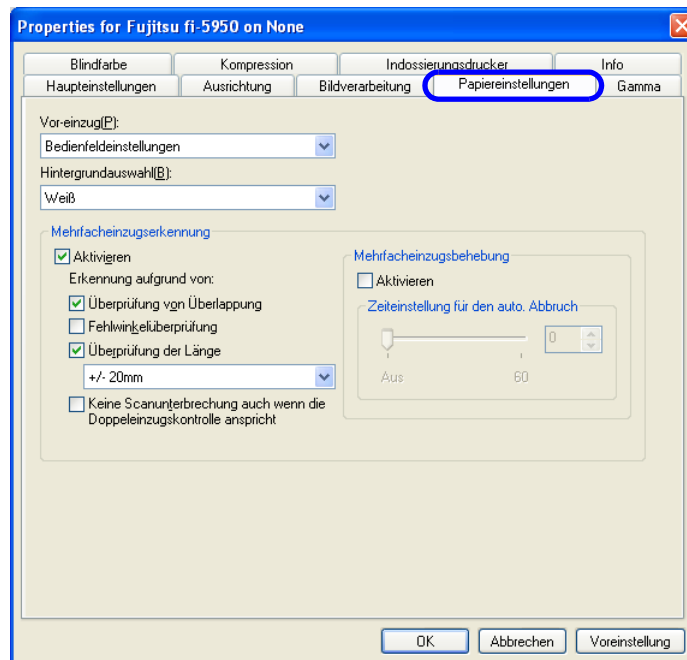 Properties for Fujitsu fi-5950 on None
Blindfarbe Kompression Indossierungsdrucker Info
Haupteinstellungen Ausrichtung Bildverarbeitung Papiereinstellungen Gamma
Vor-einzug(P):
Bedienfeldeinstellungen
Hintergrundauswahl(B):
Weiß
Mehrfacheinzugserkennung
Aktivieren
Erkennung aufgrund von:
Überprüfung von Überlappung
Fehlwinkelüberprüfung
Überprüfung der Länge
+/- 20mm
Keine Scanunterbrechung auch wenn die
Doppeleinzugskontrolle anspricht
Mehrfacheinzugsbehebung
Aktivieren
Zeiteinstellung für den auto. Abbruch
0
Aus 60
OK Abbrechen Voreinstellung